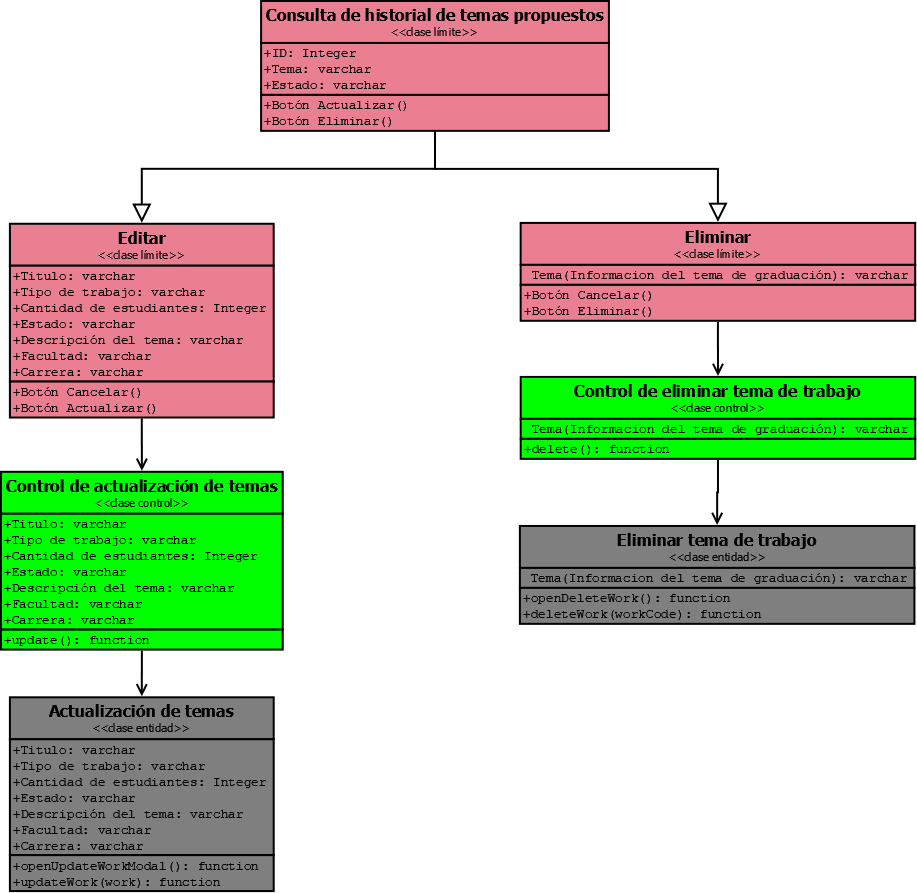 Consulta de historial de temas propuestos
<<clase límite>>
+ID: Integer
+Tema: varchar
+Estado: varchar
+Botón Actualizar()
+Botón Eliminar()
Editar
<<clase límite>>
+Titulo: varchar
+Tipo de trabajo: varchar
+Cantidad de estudiantes: Integer
+Estado: varchar
+Descripción del tema: varchar
+Facultad: varchar
+Carrera: varchar
+Botón Cancelar()
+Botón Actualizar()
Control de actualización de temas
<<clase control>>
+Titulo: varchar
+Tipo de trabajo: varchar
+Cantidad de estudiantes: Integer
+Estado: varchar
+Descripción del tema: varchar
+Facultad: varchar
+Carrera: varchar
+update(): function
Actualización de temas
<<clase entidad>>
+Titulo: varchar
+Tipo de trabajo: varchar
+Cantidad de estudiantes: Integer
+Estado: varchar
+Descripción del tema: varchar
+Facultad: varchar
+Carrera: varchar
+openUpdateWorkModal(): function
+updateWork(work): function
Eliminar
<<clase límite>>
Tema(Informacion del tema de graduación): varchar
+Botón Cancelar()
+Botón Eliminar()
Control de eliminar tema de trabajo
<<clase control>>
Tema(Informacion del tema de graduación): varchar
+delete(): function
Eliminar tema de trabajo
<<clase entidad>>
Tema(Informacion del tema de graduación): varchar
+openDeleteWork(): function
+deleteWork(workCode): function